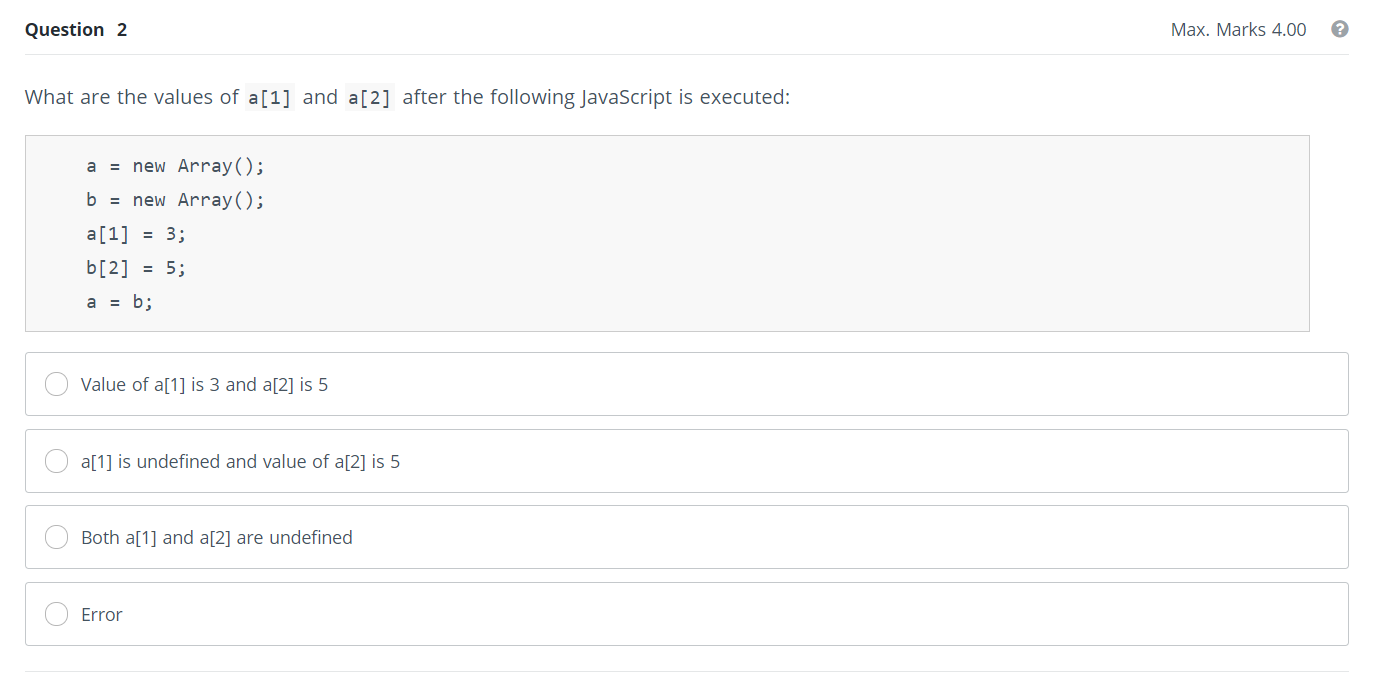 Question 2
Max. Marks 4.00
?
What are the values of a[1] and a[2] after the following JavaScript is executed:
a = new Array();
b = new Array();
a[1] = 3;
b[2] = 5;
a = b;
Value of a[1] is 3 and a[2] is 5
a[1] is undefined and value of a[2] is 5
Both a[1] and a[2] are undefined
Error